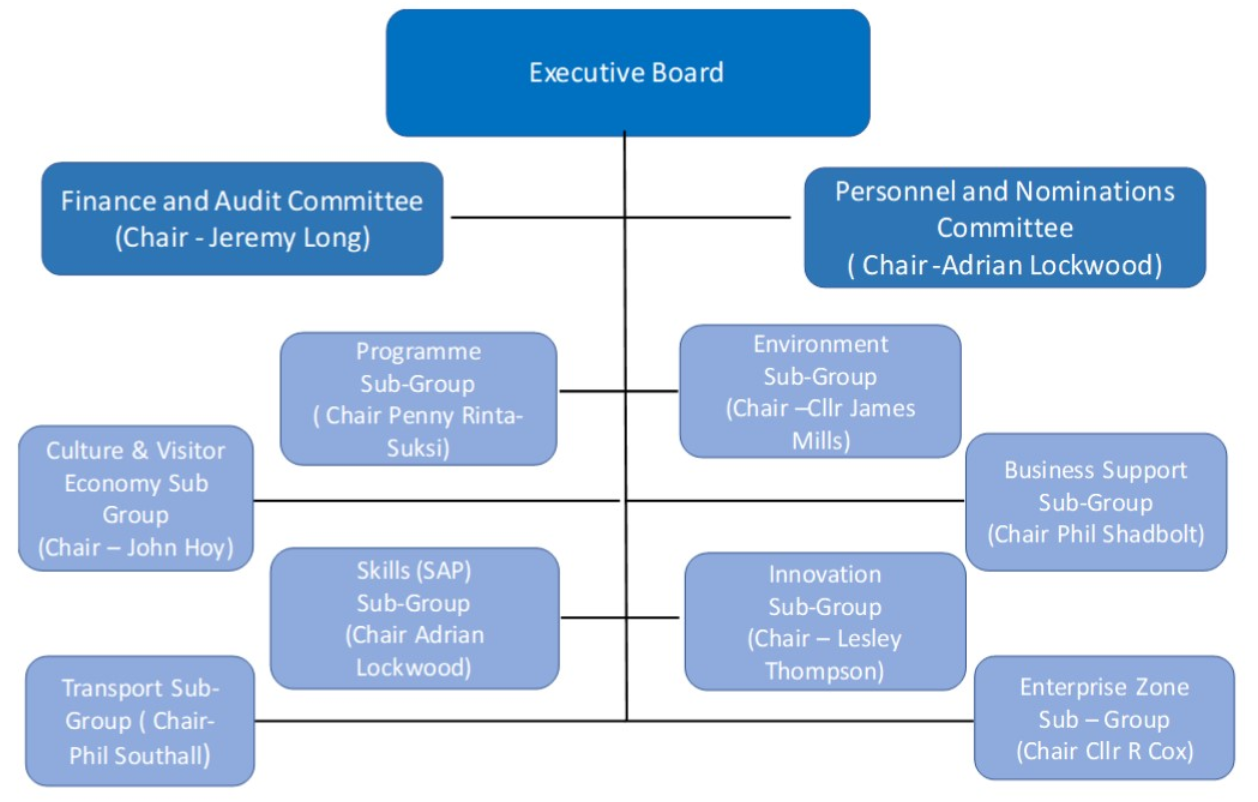 Executive Board
Finance and Audit Committee
(Chair - Jeremy Long)
Personnel and Nominations
Committee
( Chair -Adrian Lockwood)
Programme
Sub-Group
( Chair Penny Rinta-
Suksi)
Environment
Sub-Group
(Chair –Cllr James
Mills)
Culture & Visitor
Economy Sub
Group
(Chair – John Hoy)
Business Support
Sub-Group
(Chair Phil Shadbolt)
Skills (SAP)
Sub-Group
(Chair Adrian
Lockwood)
Innovation
Sub-Group
(Chair – Lesley
Thompson)
Transport Sub-
Group ( Chair-
Phil Southall)
Enterprise Zone
Sub – Group
(Chair Cllr R Cox)